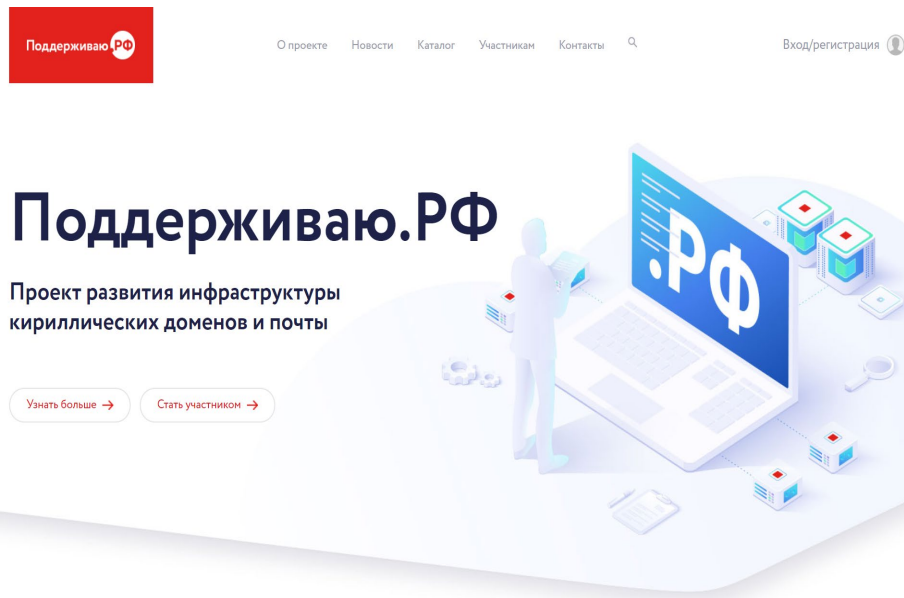 Поддерживаю.РФ
О проекте Новости Каталог Участникам Контакты Вход/регистрация
Поддерживаю.РФ
Проект развития инфраструктуры
кириллических доменов и почты
.РФ
Узнать больше → Стать участником →